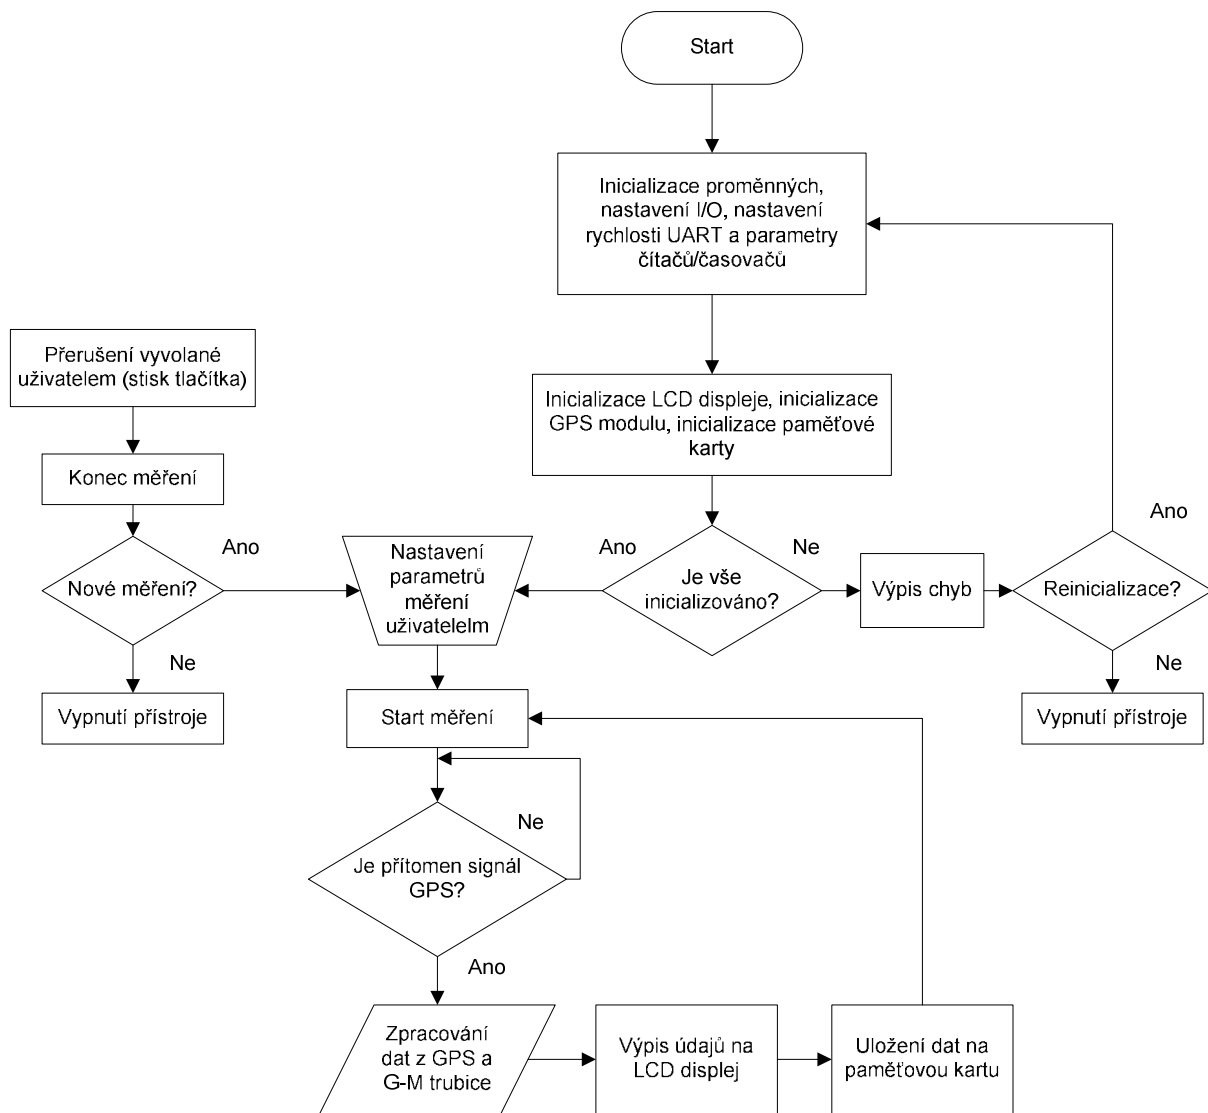 Start
Inicializace proměnných,
nastavení I/O, nastavení
rychlosti UART a parametry
čítačů/časovačů
Přerušení vyvolané
uživatelem (stisk tlačítka)
Inicializace LCD displeje, inicializace
GPS modulu, inicializace paměťové
karty
Konec měření
Ano
Nové měření?
Ne
Vypnutí přístroje
Nastavení
parametrů
měření
uživatelelm
Ano
Je vše
inicializováno?
Ne
Výpis chyb
Reinicializace?
Ano
Ne
Vypnutí přístroje
Start měření
Ne
Je přítomen signál
GPS?
Ano
Zpracování
dat z GPS a
G-M trubice
Výpis údajů na
LCD displej
Uložení dat na
paměťovou kartu